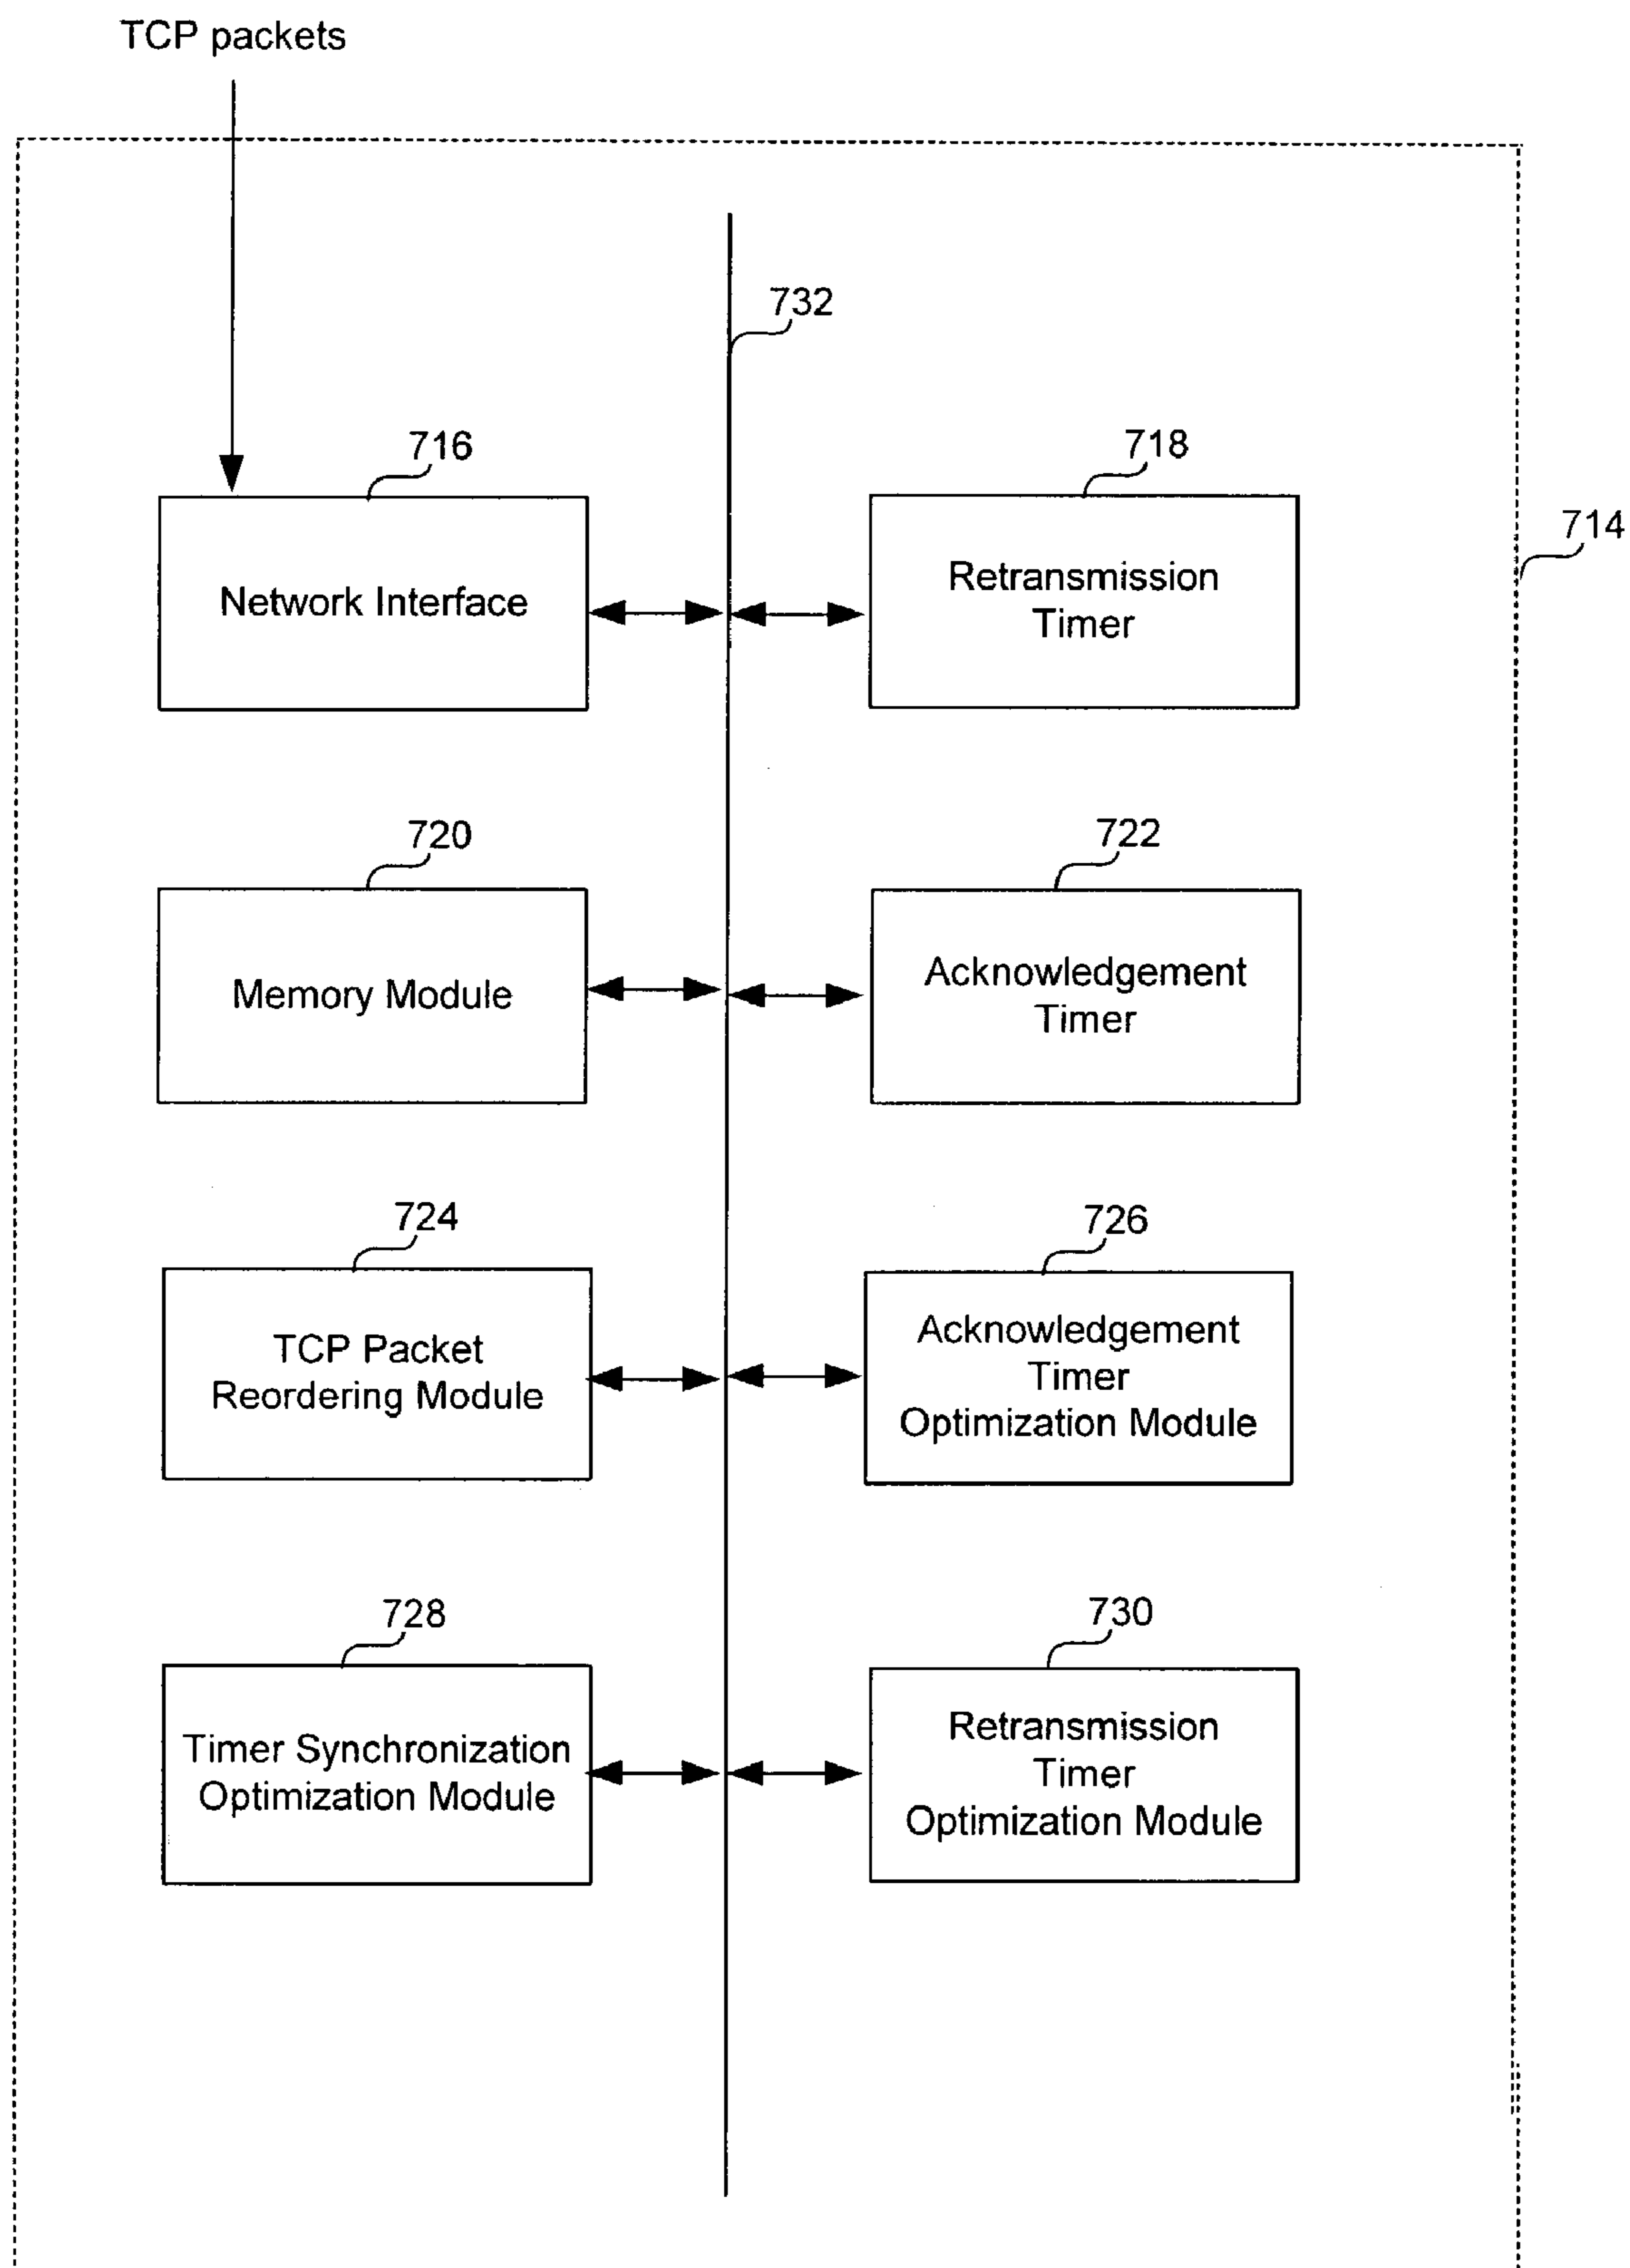 TCP packets
732
716
718
714
Network Interface
Retransmission
Timer
720
722
Memory Module
Acknowledgement
Timer
724
726
TCP Packet
Reordering Module
Acknowledgement
Timer
Optimization Module
728
730
Timer Synchronization
Optimization Module
Retransmission
Timer
Optimization Module